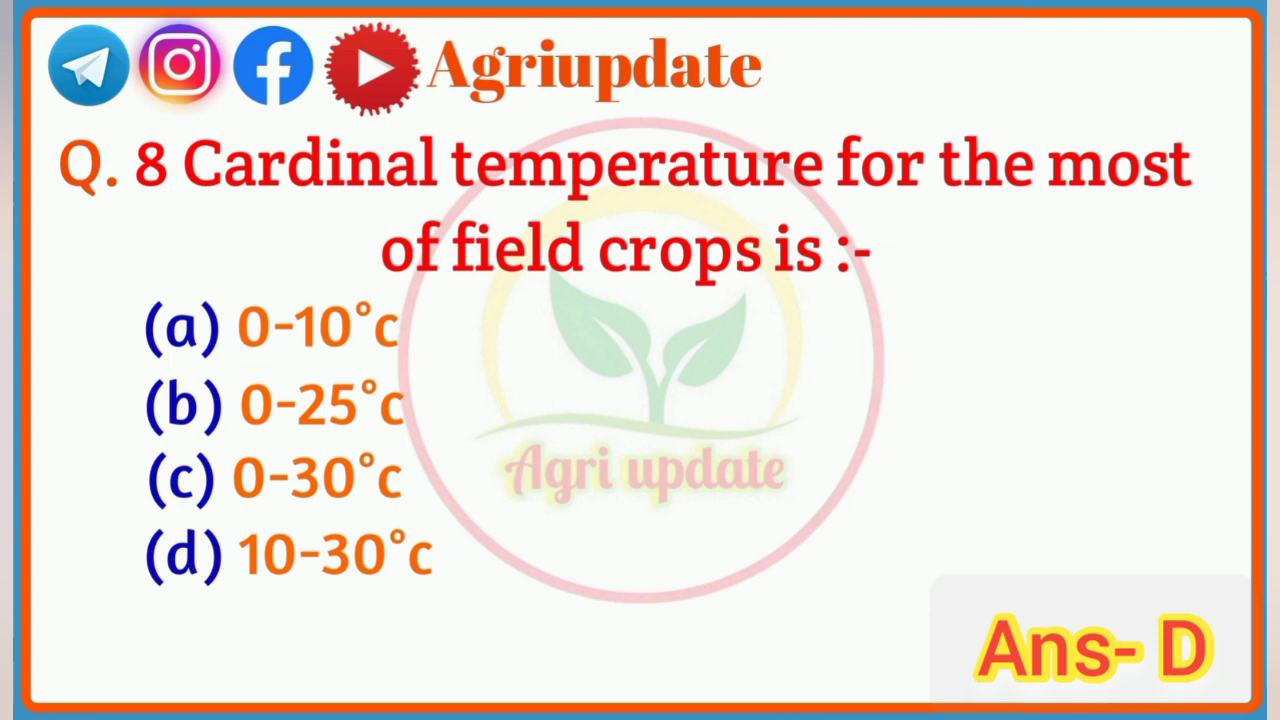 Agriupdate
Q. 8 Cardinal temperature for the most
of field crops is :-
(a) 0-10°c
(b) 0-25°c
(c) 0-30°c
(d) 10-30°c
Agri update
Ans- D